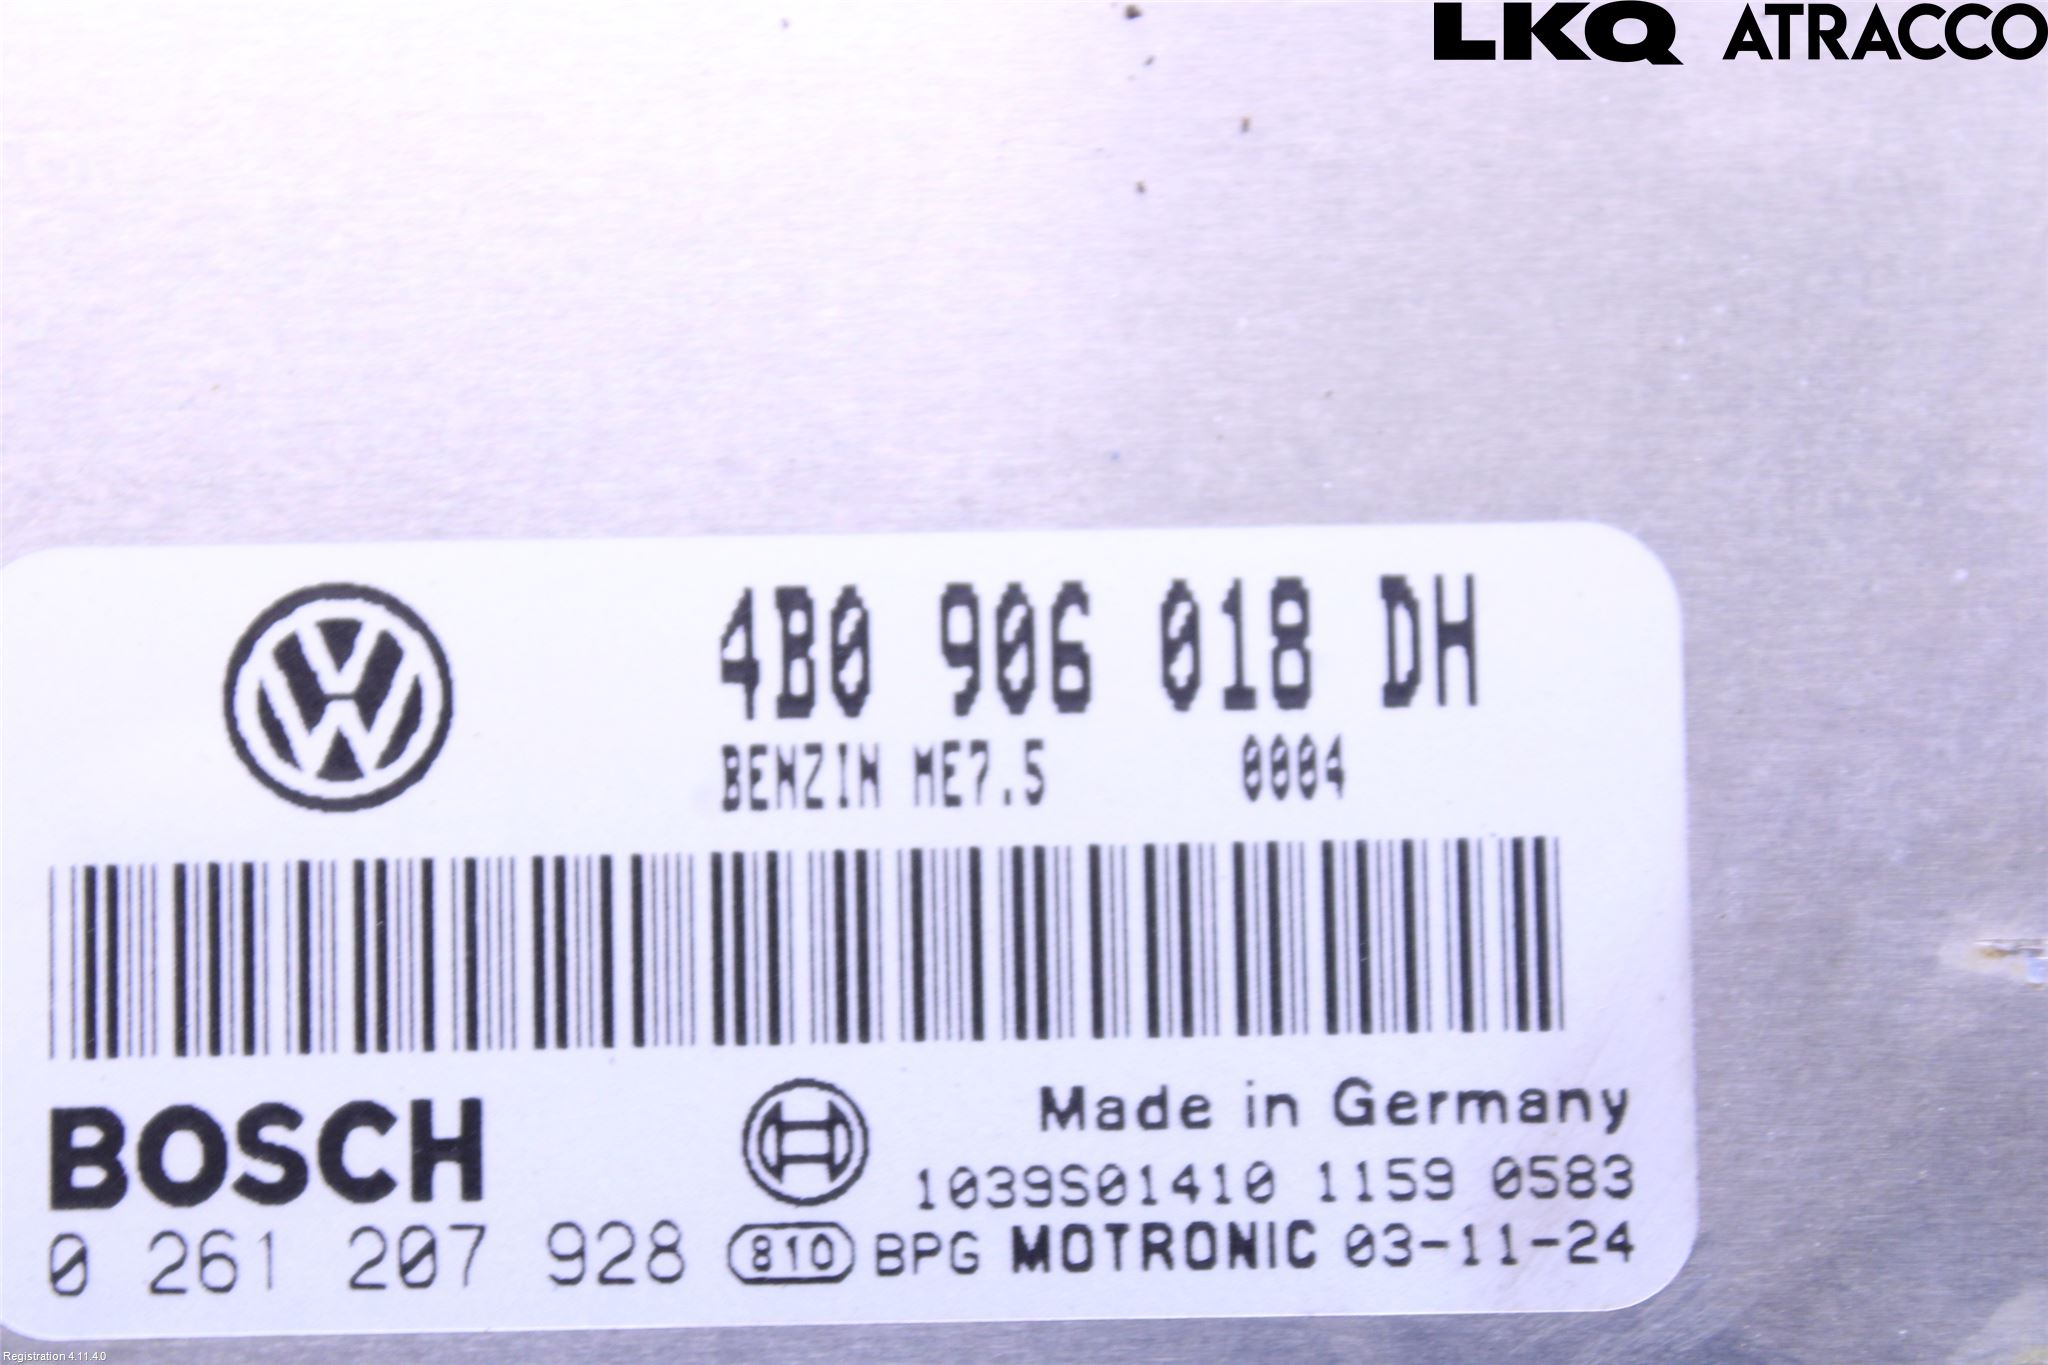 LKQ ATRACCO
4B0 906 018 DH
BENZIN ME7.5 0004
BOSCH
Made in Germany
1039S01410 1159 0583
0 261 207 928 810 BPG MOTRONIC 03-11-24
Registration 4.11.4.0